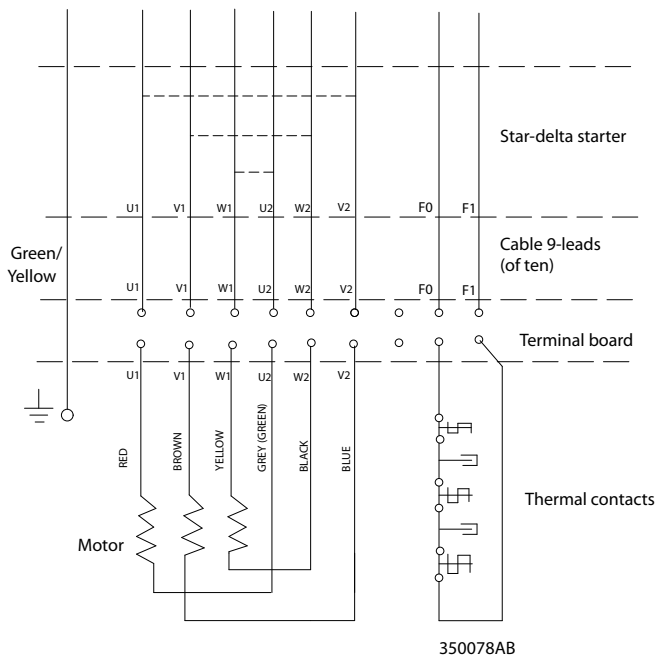 Star-delta starter
U1 V1 W1 U2 W2 V2 F0 F1
Green/
Yellow
Cable 9-leads
(of ten)
U1 V1 W1 U2 W2 V2 F0 F1
Terminal board
U1 V1 W1 U2 W2 V2
RED
BROWN
YELLOW
GREY (GREEN)
BLACK
BLUE
Thermal contacts
Motor
350078AB